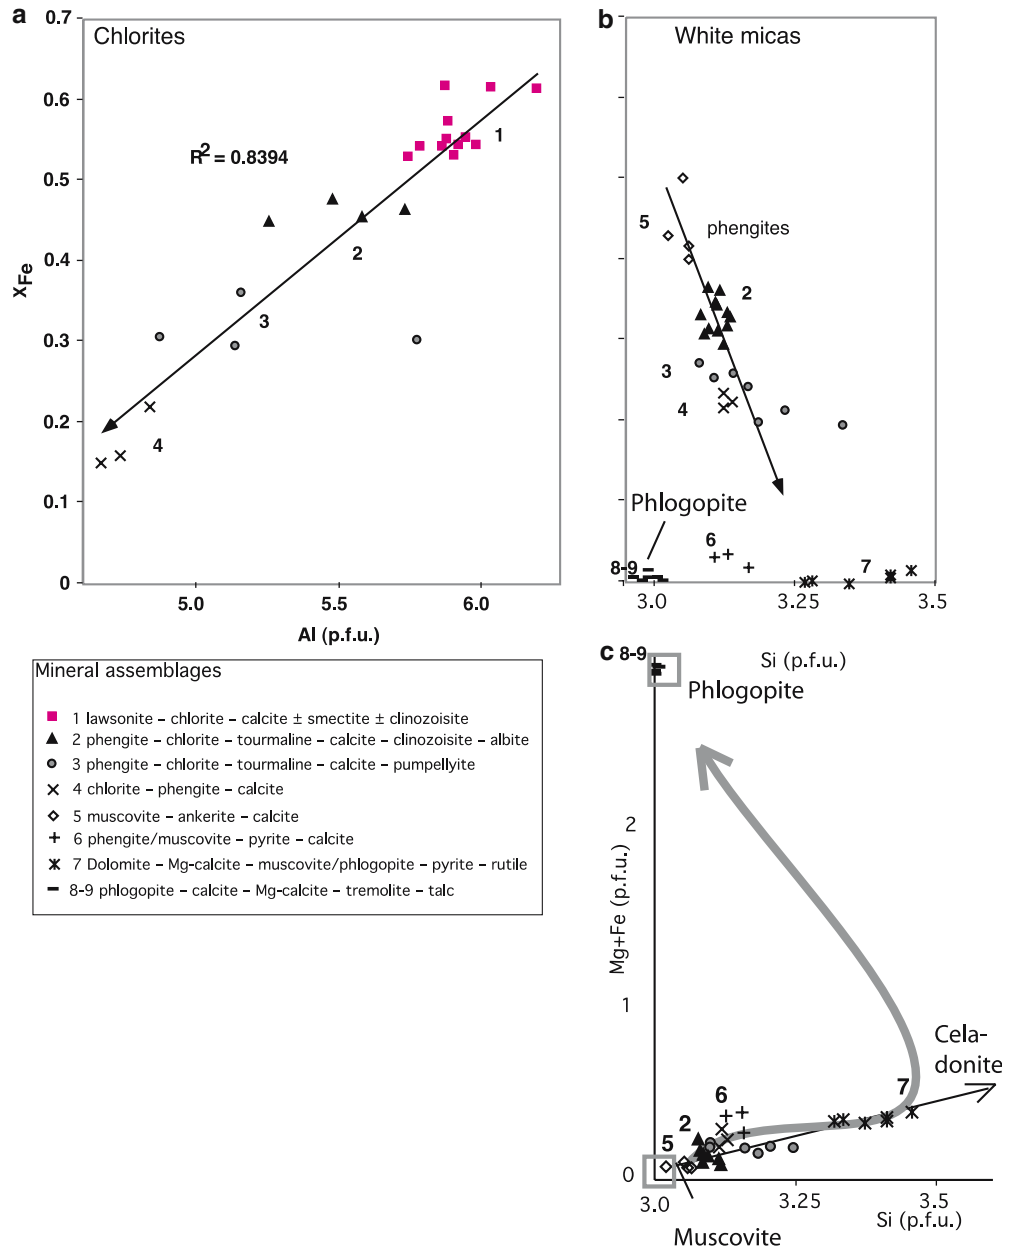 a
Chlorites
0.7
0.6
0.5
0.4
0.3
0.2
0.1
0
XFe
R2 = 0.8394
1
2
3
4
5.0
5.5
6.0
Al (p.f.u.)
b
White micas
5
phengites
2
3
4
Phlogopite
6
8-9
7
3.0
3.25
3.5
Si (p.f.u.)
Mineral assemblages
1 lawsonite – chlorite – calcite ± smectite ± clinozoisite
2 phengite – chlorite – tourmaline – calcite – clinozoisite – albite
3 phengite – chlorite – tourmaline – calcite – pumpellyite
4 chlorite – phengite – calcite
5 muscovite – ankerite – calcite
6 phengite/muscovite – pyrite – calcite
7 Dolomite – Mg-calcite – muscovite/phlogopite – pyrite – rutile
8-9 phlogopite – calcite – Mg-calcite – tremolite – talc
c
8-9
Phlogopite
2
1
0
Mg+Fe (p.f.u.)
Cela-
donite
7
6
2
5
3.0
3.25
3.5
Si (p.f.u.)
Muscovite